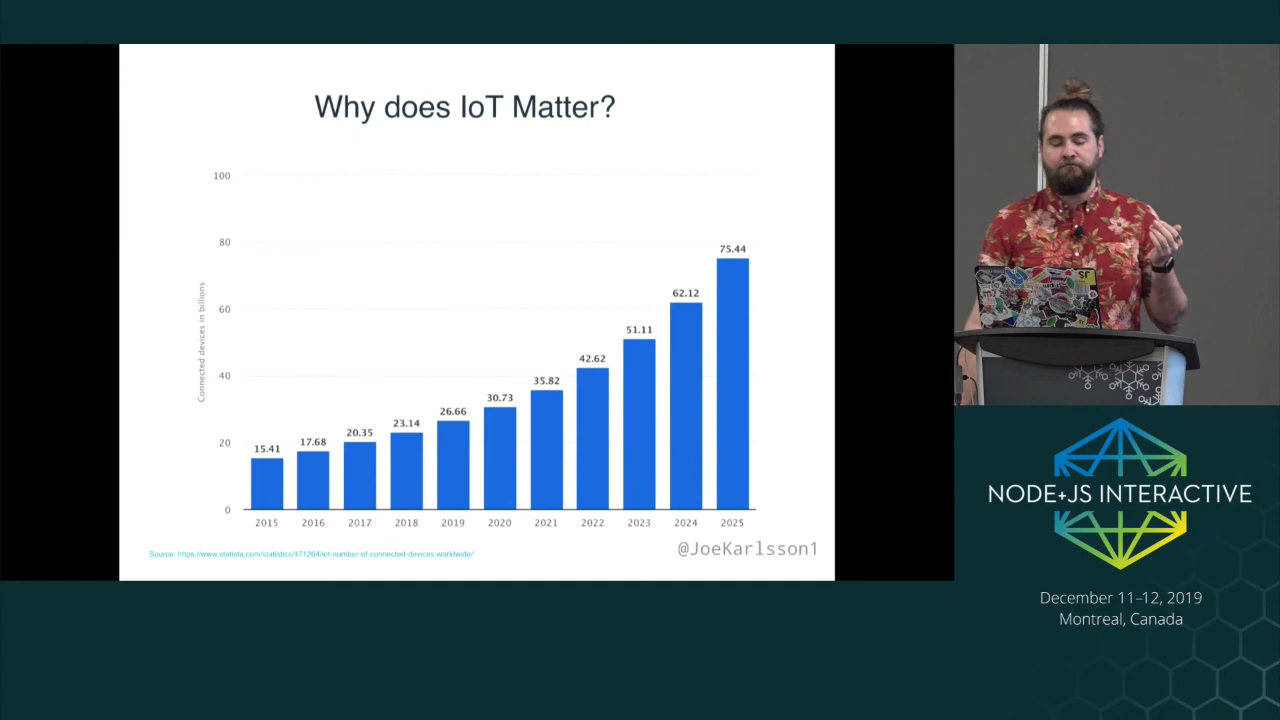 Why does IoT Matter?
Connected devices in billions
100
80
60
40
20
0
15.41
17.68
20.35
23.14
26.66
30.73
35.82
42.62
51.11
62.12
75.44
2015 2016 2017 2018 2019 2020 2021 2022 2023 2024 2025
Source: https://www.statista.com/statistics/471264/iot-number-of-connected-devices-worldwide/
@JoeKarlsson1
JS
NODE+JS INTERACTIVE
December 11–12, 2019
Montreal, Canada